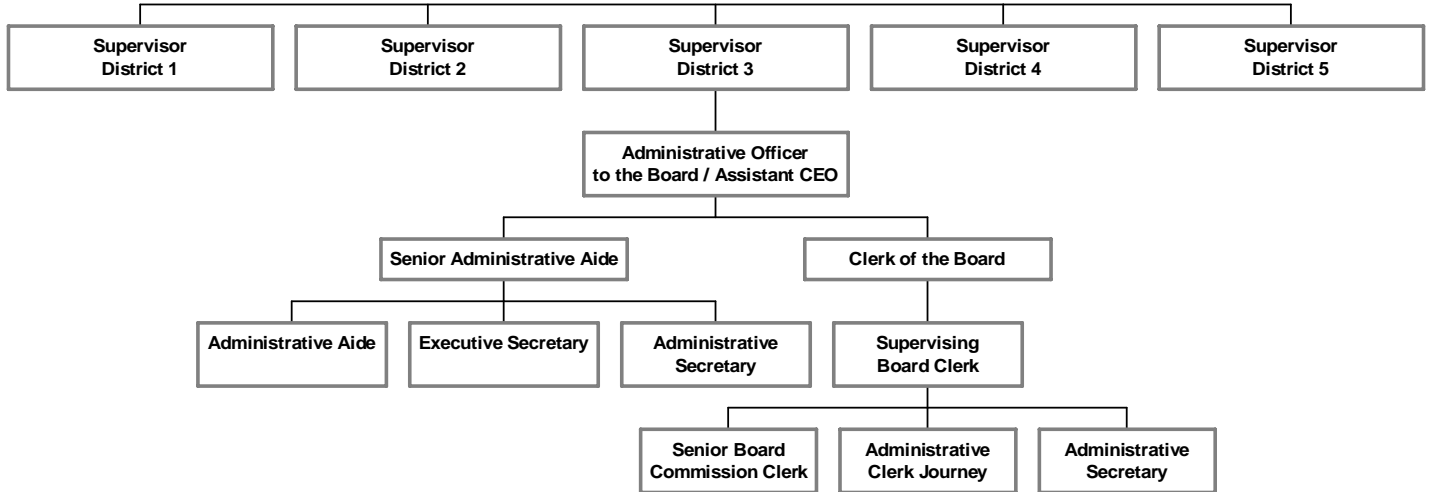 Supervisor
District 1
Supervisor
District 2
Supervisor
District 3
Supervisor
District 4
Supervisor
District 5
Administrative Officer
to the Board / Assistant CEO
Senior Administrative Aide
Clerk of the Board
Administrative Aide
Executive Secretary
Administrative
Secretary
Supervising
Board Clerk
Senior Board
Commission Clerk
Administrative
Clerk Journey
Administrative
Secretary